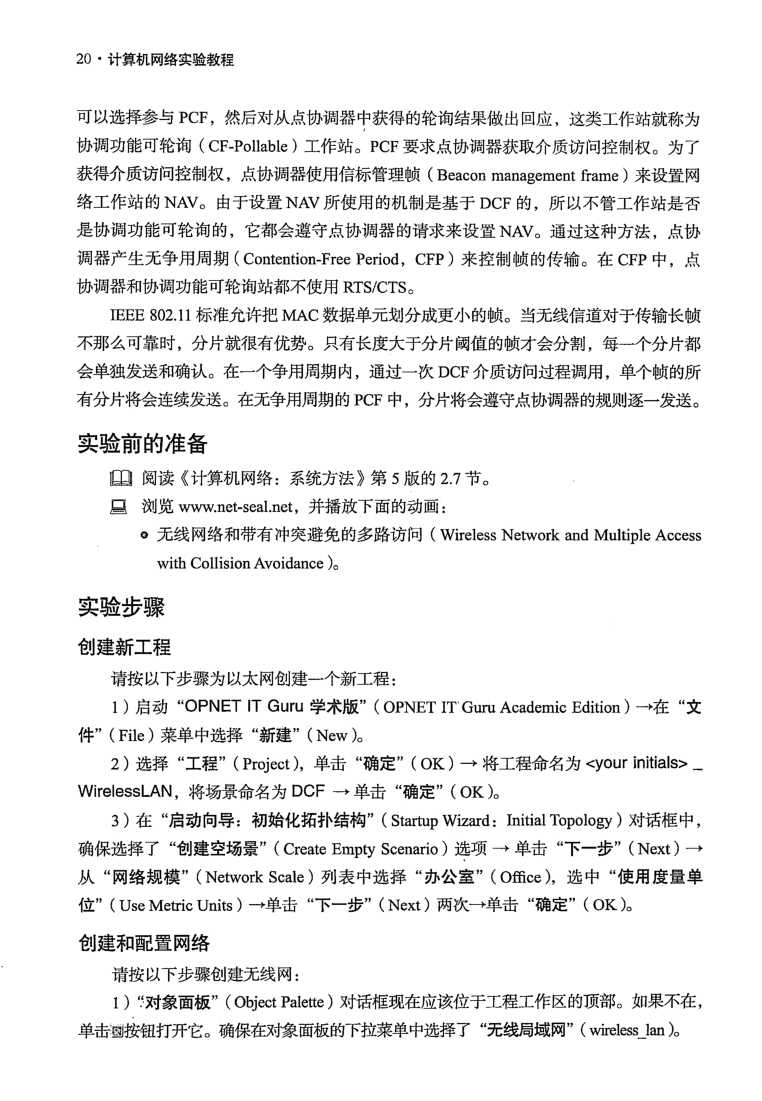 20 · 计算机网络实验教程
可以选择参与 PCF，然后对从点协调器中获得的轮询结果做出回应，这类工作站就称为
协调功能可轮询（CF-Pollable）工作站。PCF 要求点协调器获取介质访问控制权。为了
获得介质访问控制权，点协调器使用信标管理帧（Beacon management frame）来设置网
络工作站的 NAV。由于设置 NAV 所使用的机制是基于 DCF 的，所以不管工作站是否
是协调功能可轮询的，它都会遵守点协调器的请求来设置 NAV。通过这种方法，点协
调器产生无争用周期（Contention-Free Period，CFP）来控制帧的传输。在 CFP 中，点
协调器和协调功能可轮询站都不使用 RTS/CTS。
IEEE 802.11 标准允许把 MAC 数据单元划分成更小的帧。当无线信道对于传输长帧
不那么可靠时，分片就很有优势。只有长度大于分片阈值的帧才会分割，每一个分片都
会单独发送和确认。在一个争用周期内，通过一次 DCF 介质访问过程调用，单个帧的所
有分片将会连续发送。在无争用周期的 PCF 中，分片将会遵守点协调器的规则逐一发送。
实验前的准备
阅读《计算机网络：系统方法》第 5 版的 2.7 节。
浏览 www.net-seal.net，并播放下面的动画：
无线网络和带有冲突避免的多路访问（Wireless Network and Multiple Access
with Collision Avoidance）。
实验步骤
创建新工程
请按以下步骤为以太网创建一个新工程：
1）启动“OPNET IT Guru 学术版”（OPNET IT Guru Academic Edition）→在“文
件”（File）菜单中选择“新建”（New）。
2）选择“工程”（Project），单击“确定”（OK）→ 将工程命名为 <your initials> _
WirelessLAN，将场景命名为 DCF → 单击“确定”（OK）。
3）在“启动向导：初始化拓扑结构”（Startup Wizard：Initial Topology）对话框中，
确保选择了“创建空场景”（Create Empty Scenario）选项 → 单击“下一步”（Next）→
从“网络规模”（Network Scale）列表中选择“办公室”（Office），选中“使用度量单
位”（Use Metric Units）→单击“下一步”（Next）两次→单击“确定”（OK）。
创建和配置网络
请按以下步骤创建无线网：
1）“对象面板”（Object Palette）对话框现在应该位于工程工作区的顶部。如果不在，
单击按钮打开它。确保在对象面板的下拉菜单中选择了“无线局域网”（wireless_lan）。